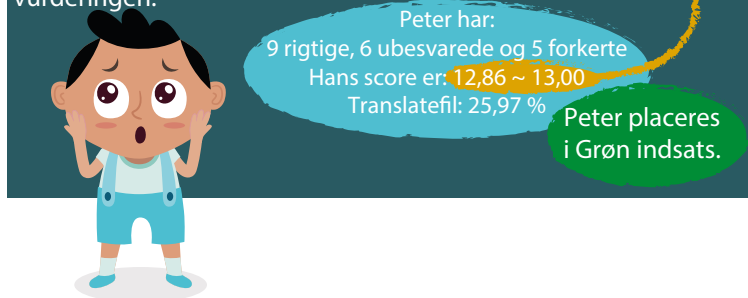 vurderingen.
Peter har:
9 rigtige, 6 ubesvarede og 5 forkerte
Hans score er: 12,86 ~ 13,00
Translatefil: 25,97 %
Peter placeres
i Grøn indsats.